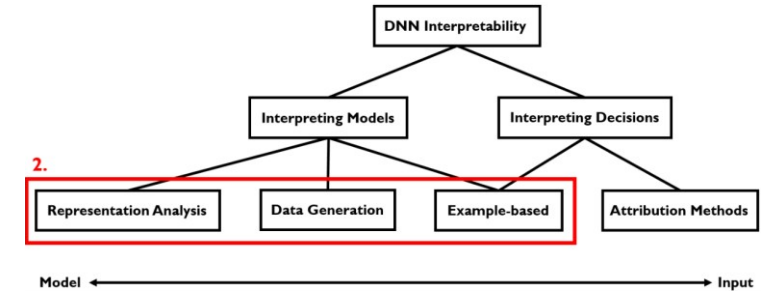 DNN Interpretability
Interpreting Models
Interpreting Decisions
2.
Representation Analysis
Data Generation
Example-based
Attribution Methods
Model
Input